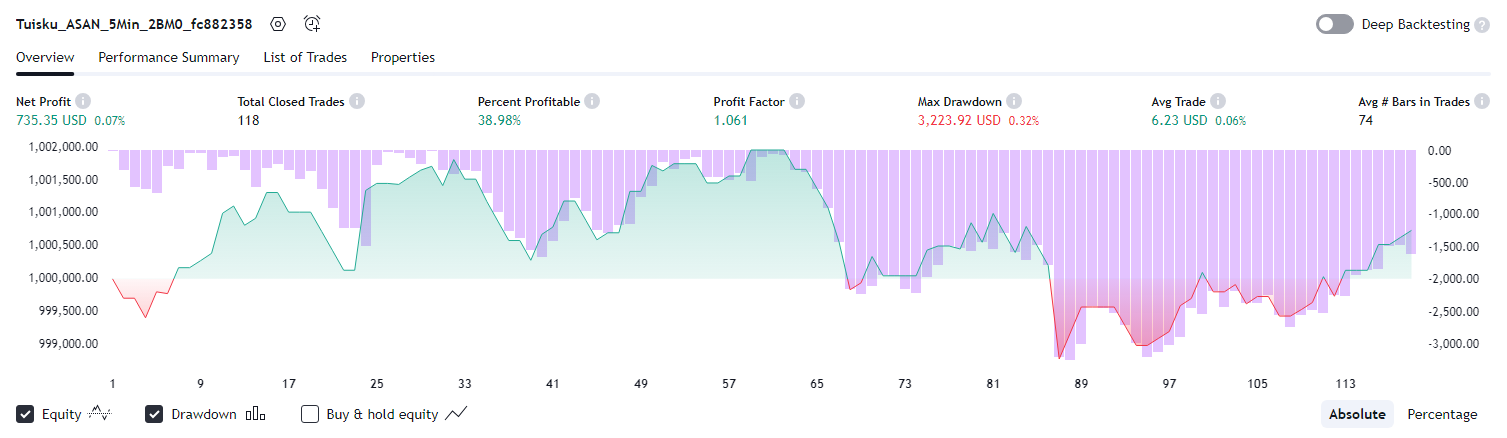 Tuisku_ASAN_5Min_2BM0_fc882358 Deep Backtesting
Overview Performance Summary List of Trades Properties
Net Profit Total Closed Trades Percent Profitable Profit Factor Max Drawdown Avg Trade Avg # Bars in Trades
735.35 USD 0.07% 118 38.98% 1.061 3,223.92 USD 0.32% 6.23 USD 0.06% 74
1,002,000.00 0.00
1,001,500.00 -500.00
1,001,000.00 -1,000.00
1,000,500.00 -1,500.00
1,000,000.00 -2,000.00
999,500.00 -2,500.00
999,000.00 -3,000.00
1 9 17 25 33 41 49 57 65 73 81 89 97 105 113
Equity Drawdown Buy & hold equity Absolute Percentage